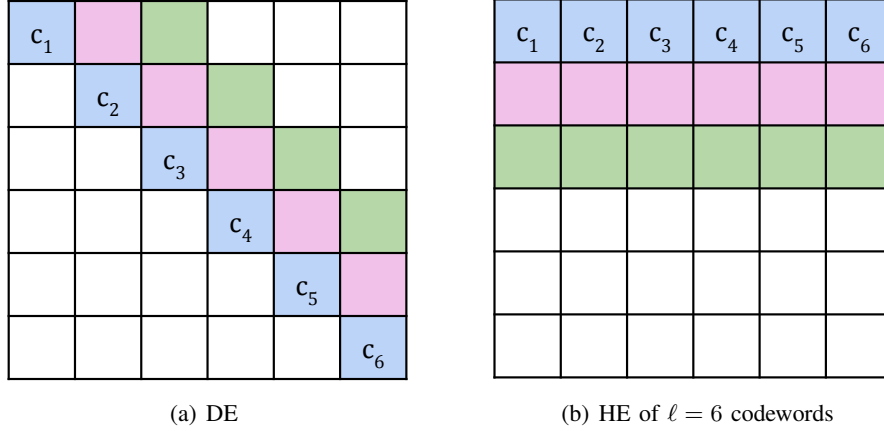 c1
c2
c3
c4
c5
c6
(a) DE
c1 c2 c3 c4 c5 c6
(b) HE of ℓ = 6 codewords